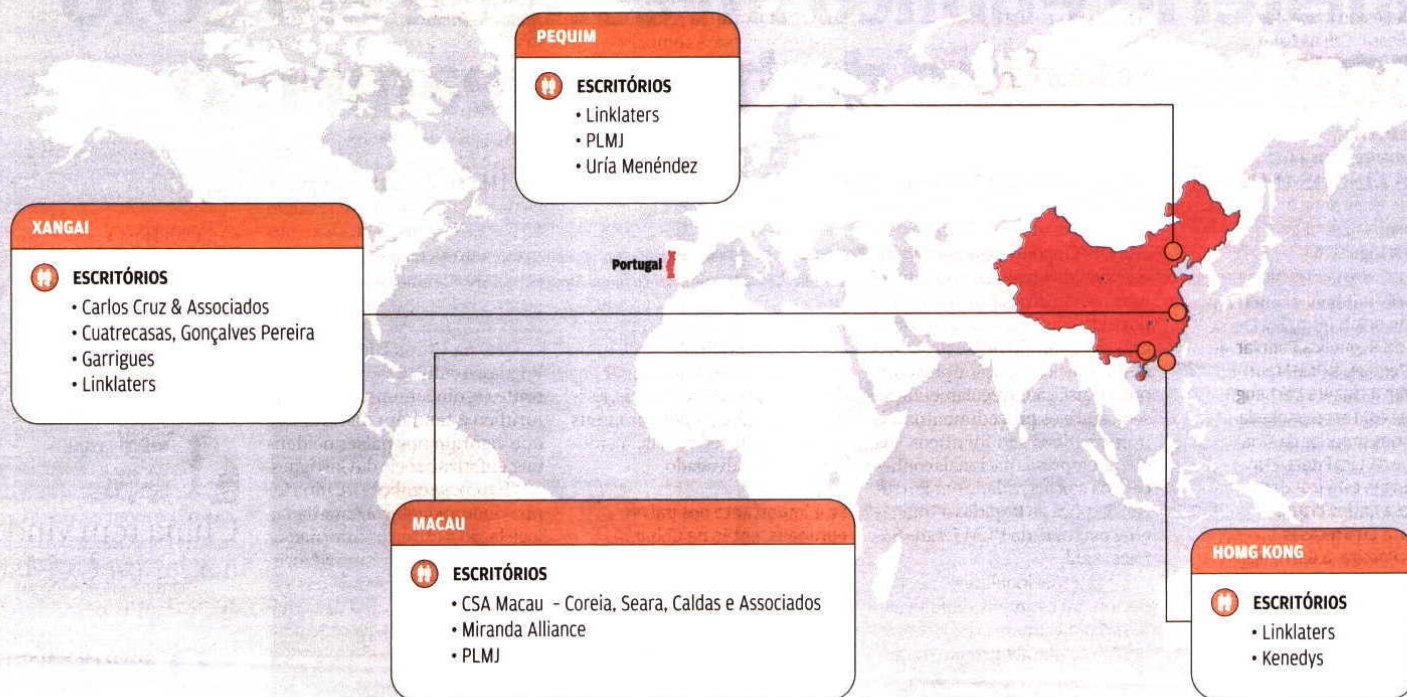 PEQUIM
ESCRITÓRIOS
• Linklaters
• PLMJ
• Uría Menéndez
XANGAI
ESCRITÓRIOS
• Carlos Cruz & Associados
• Cuatrecasas, Gonçalves Pereira
• Garrigues
• Linklaters
Portugal
MACAU
ESCRITÓRIOS
• CSA Macau - Coreia, Seara, Caldas e Associados
• Miranda Alliance
• PLMJ
HOMG KONG
ESCRITÓRIOS
• Linklaters
• Kenedys